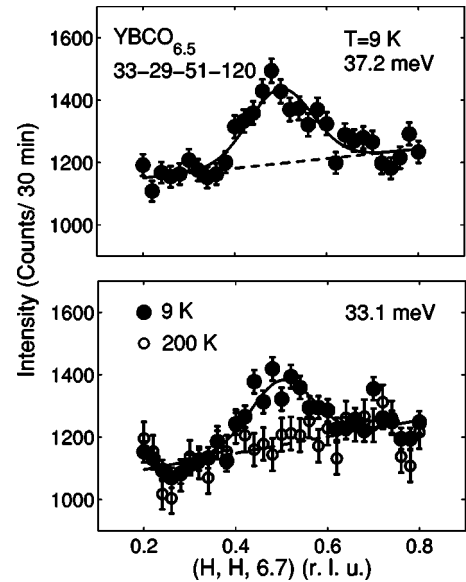 1600
YBCO6.5
T=9 K
33−29−51−120
37.2 meV
1400
1200
1000
Intensity (Counts/ 30 min)
1600
9 K
33.1 meV
200 K
1400
1200
1000
0.2 0.4 0.6 0.8
(H, H, 6.7) (r. l. u.)